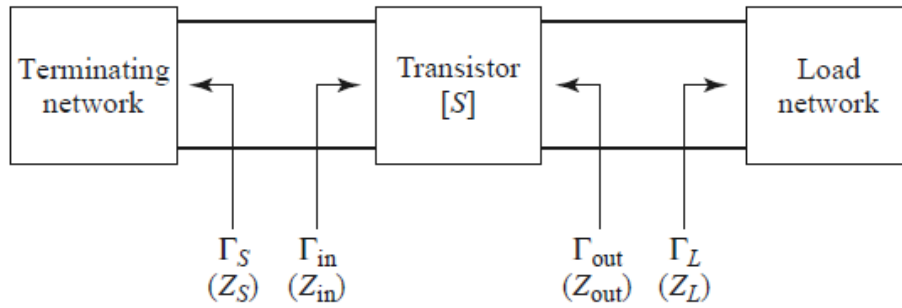 Terminating
network
Transistor
[S]
Load
network
Γ_S
(Z_S)
Γ_in
(Z_in)
Γ_out
(Z_out)
Γ_L
(Z_L)